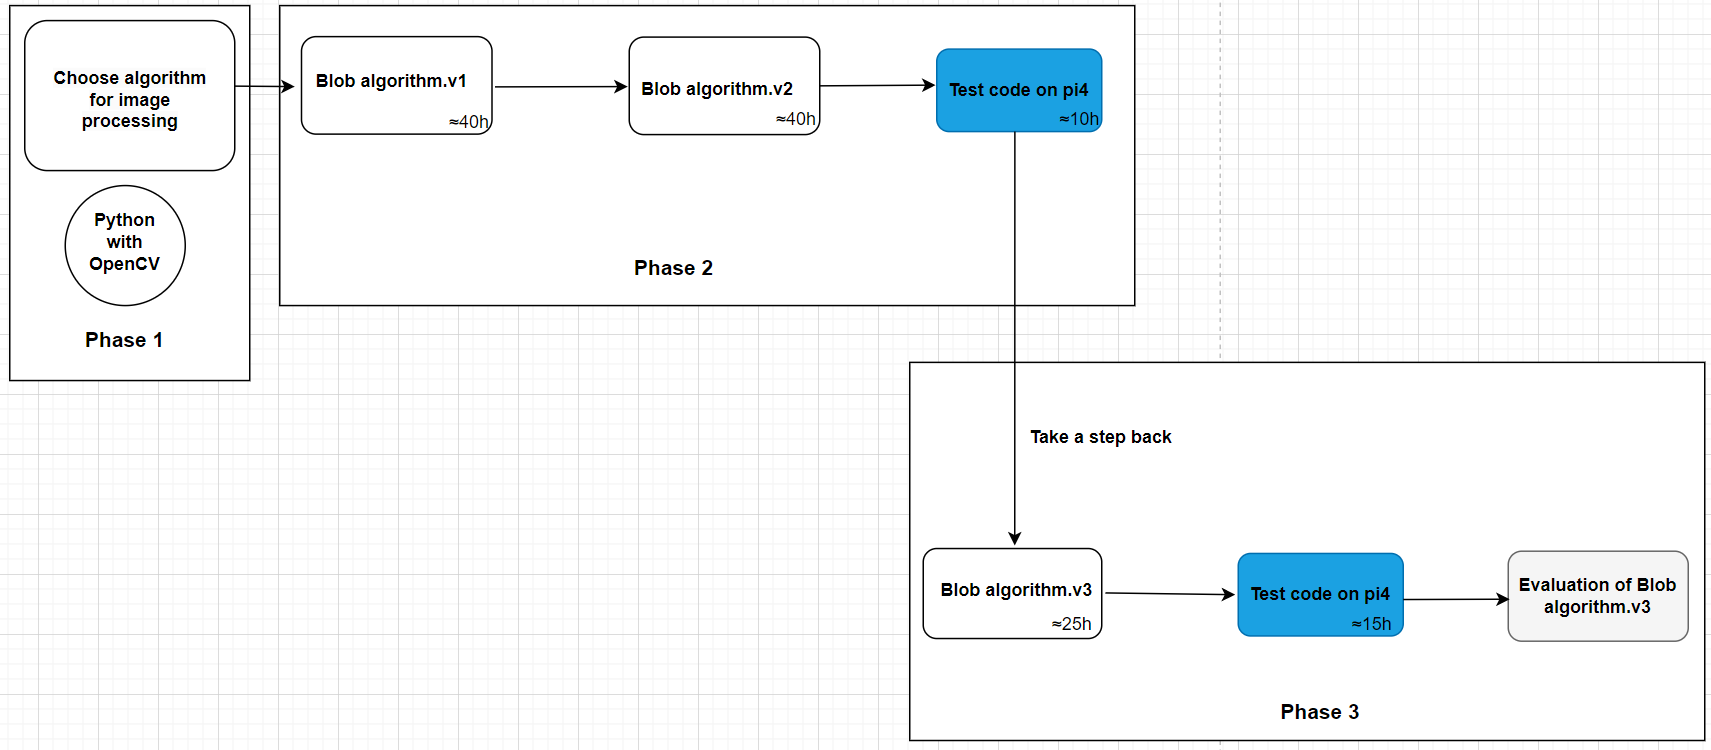 Choose algorithm
for image
processing
Python
with
OpenCV
Phase 1
Blob algorithm.v1
≈40h
Blob algorithm.v2
≈40h
Test code on pi4
≈10h
Phase 2
Take a step back
Blob algorithm.v3
≈25h
Test code on pi4
≈15h
Evaluation of Blob
algorithm.v3
Phase 3